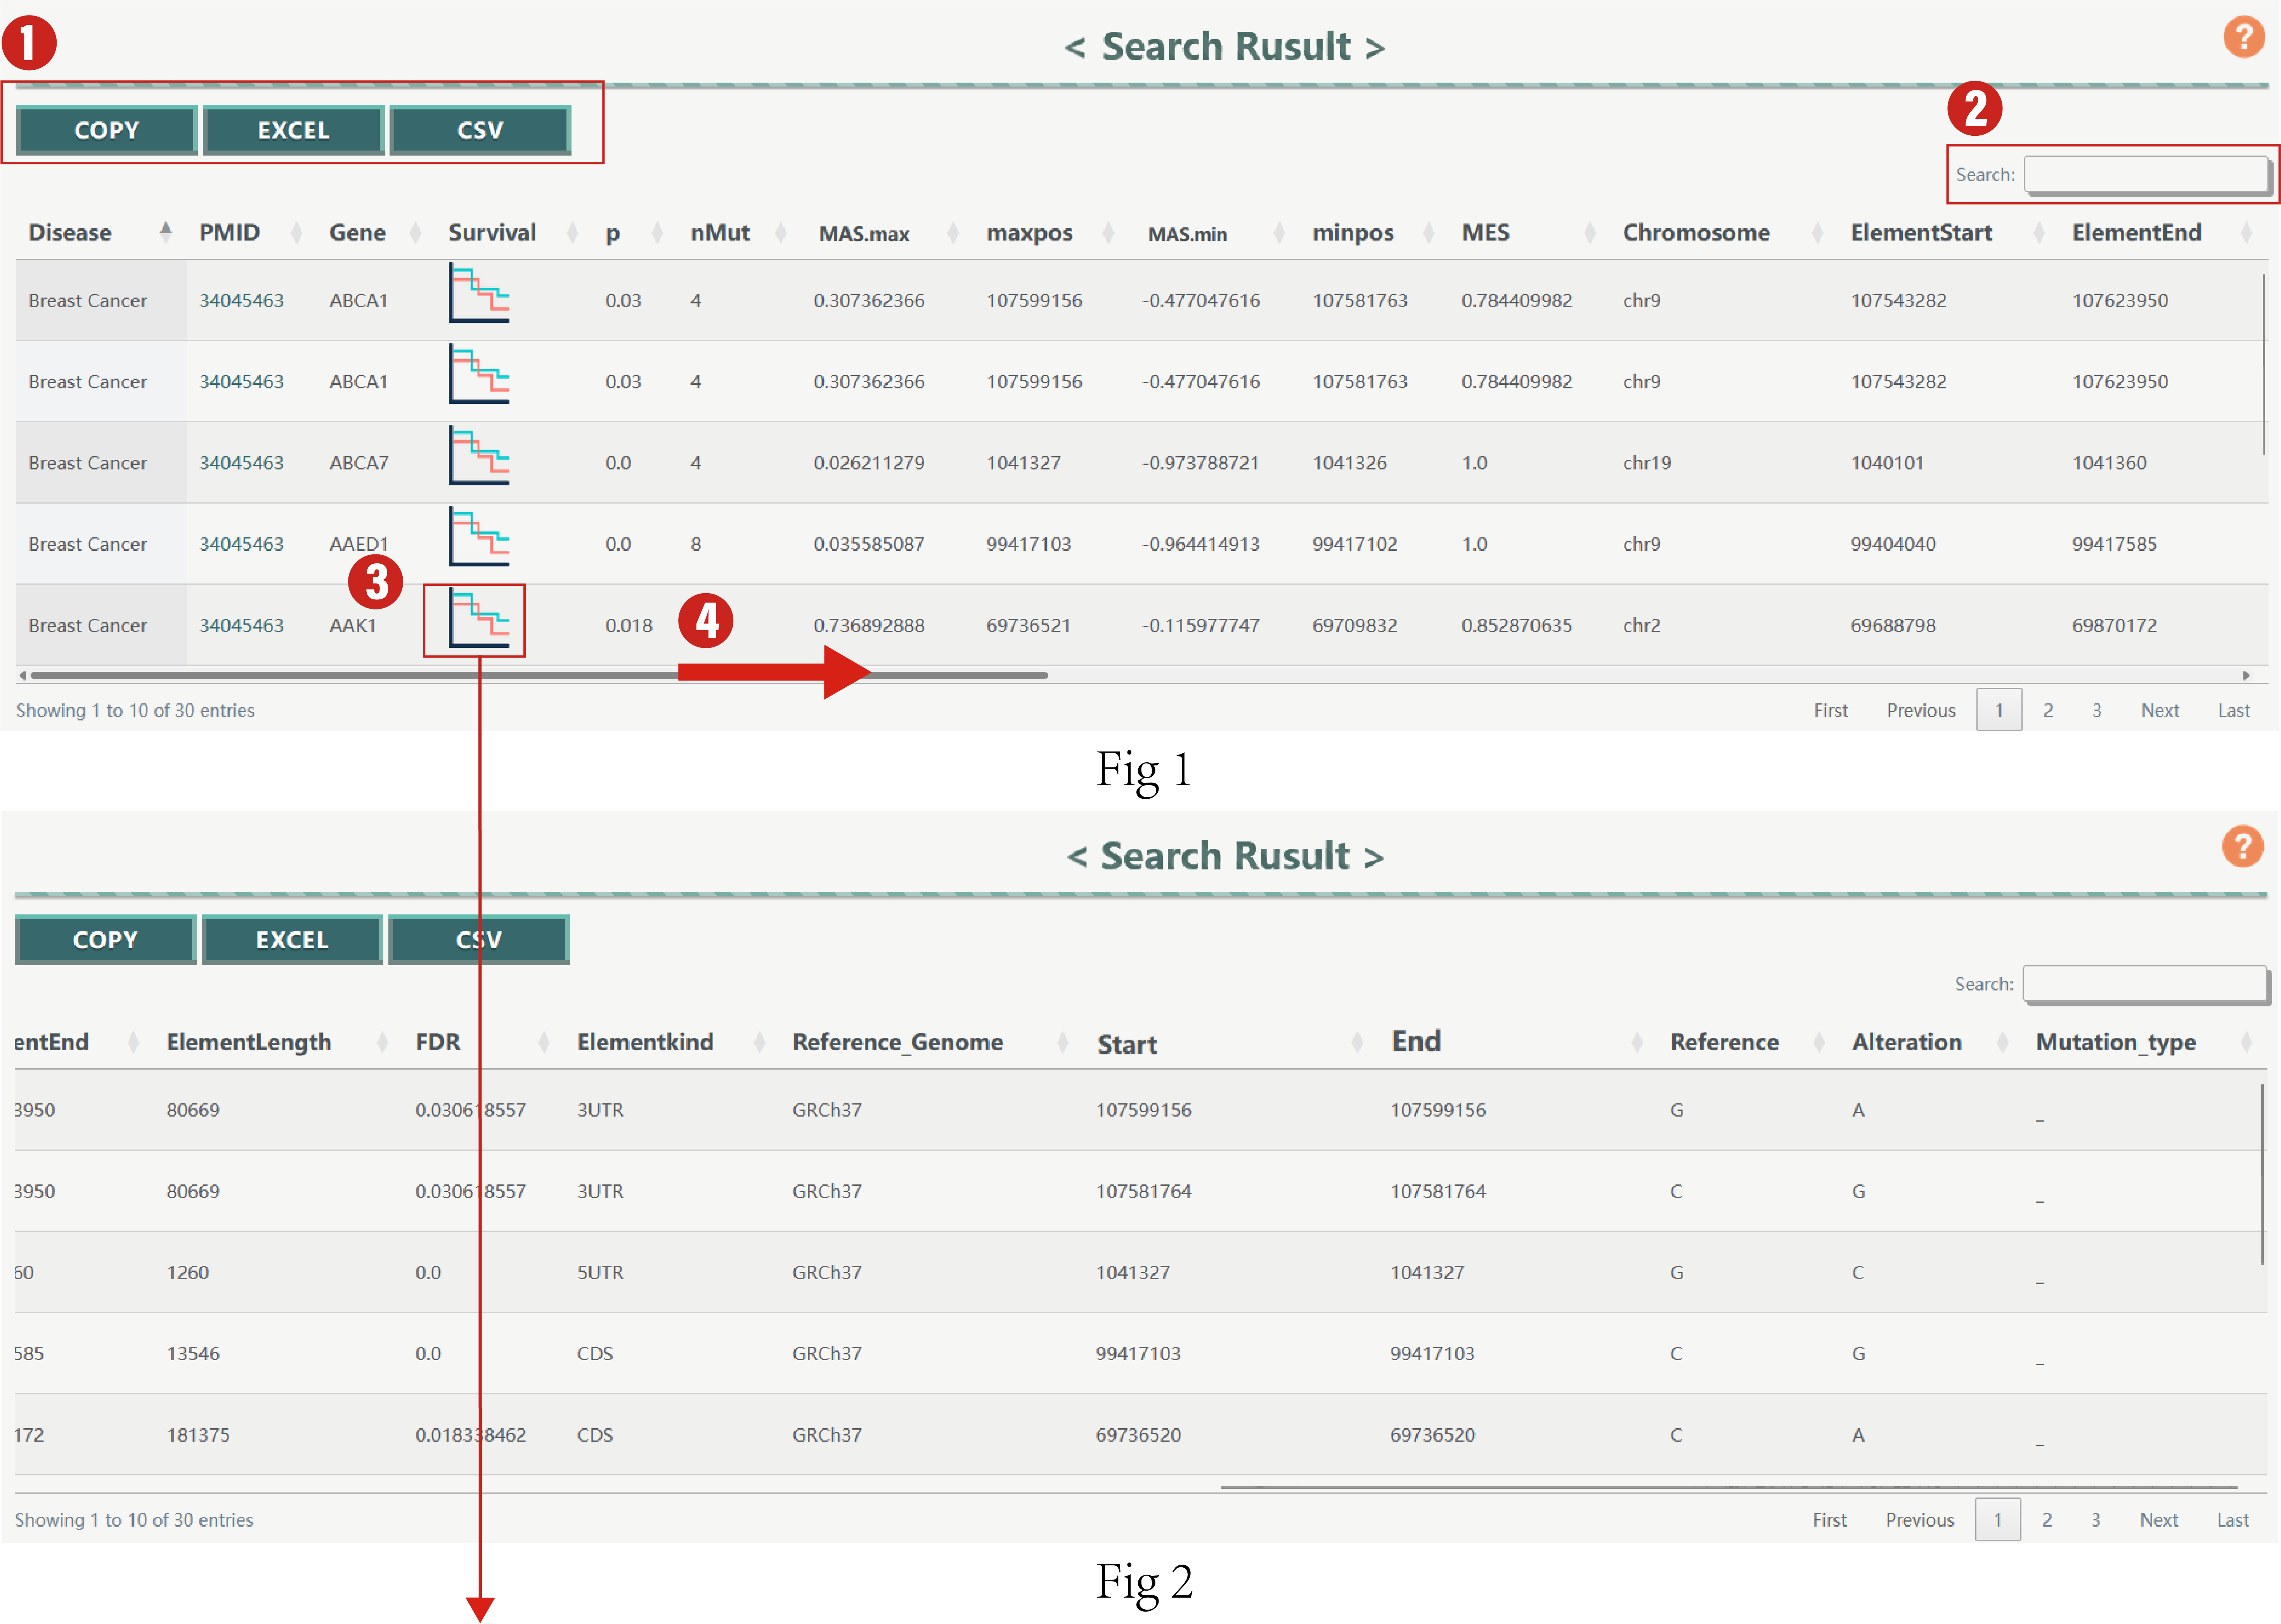 1
< Search Rusult >
?
COPY EXCEL CSV
2
Search:
Disease PMID Gene Survival p nMut MAS.max maxpos MAS.min minpos MES Chromosome ElementStart ElementEnd
Breast Cancer 34045463 ABCA1 0.03 4 0.307362366 107599156 -0.477047616 107581763 0.784409982 chr9 107543282 107623950
Breast Cancer 34045463 ABCA1 0.03 4 0.307362366 107599156 -0.477047616 107581763 0.784409982 chr9 107543282 107623950
Breast Cancer 34045463 ABCA7 0.0 4 0.026211279 1041327 -0.973788721 1041326 1.0 chr19 1040101 1041360
Breast Cancer 34045463 AAED1 0.0 8 0.035585087 99417103 -0.964414913 99417102 1.0 chr9 99404040 99417585
3
4
Breast Cancer 34045463 AAK1 0.018 0.736892888 69736521 -0.115977747 69709832 0.852870635 chr2 69688798 69870172
Showing 1 to 10 of 30 entries First Previous 1 2 3 Next Last
Fig 1
< Search Rusult >
?
COPY EXCEL CSV
Search:
entEnd ElementLength FDR Elementkind Reference_Genome Start End Reference Alteration Mutation_type
3950 80669 0.030618557 3UTR GRCh37 107599156 107599156 G A _
3950 80669 0.030618557 3UTR GRCh37 107581764 107581764 C G _
60 1260 0.0 5UTR GRCh37 1041327 1041327 G C _
585 13546 0.0 CDS GRCh37 99417103 99417103 C G _
172 181375 0.018338462 CDS GRCh37 69736520 69736520 C A _
Showing 1 to 10 of 30 entries First Previous 1 2 3 Next Last
Fig 2